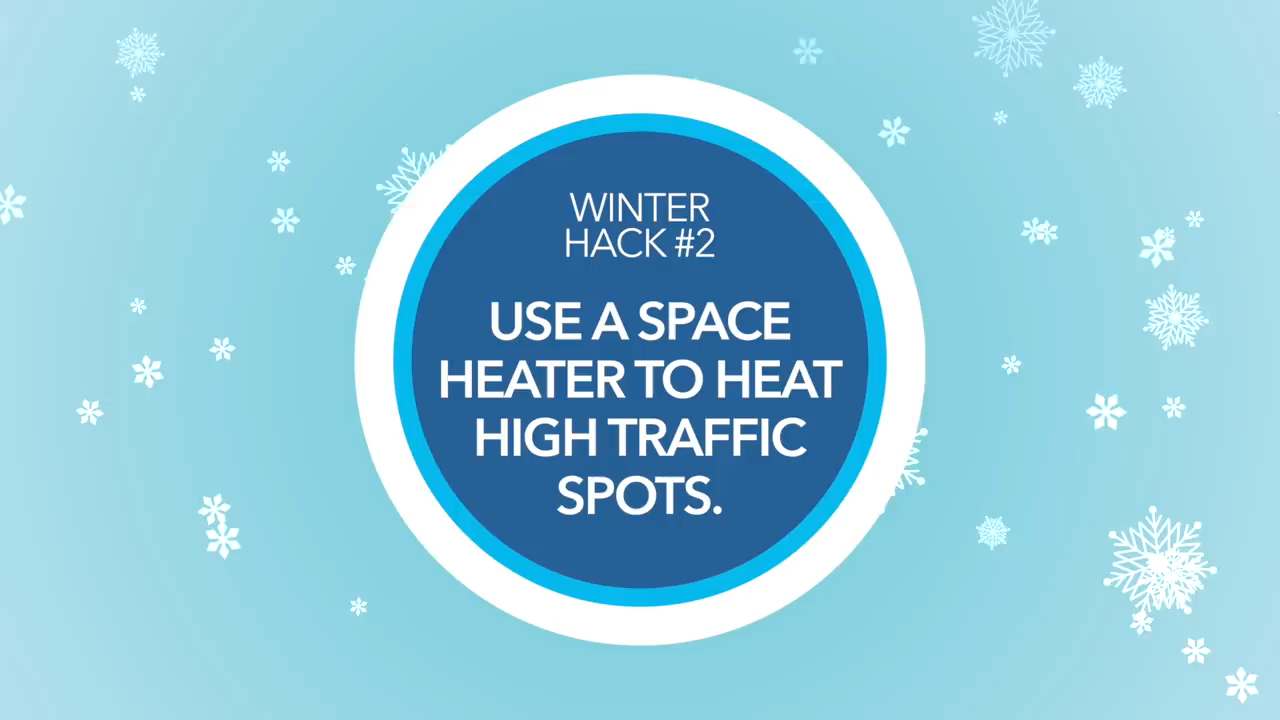 WINTER
HACK #2
USE A SPACE
HEATER TO HEAT
HIGH TRAFFIC
SPOTS.